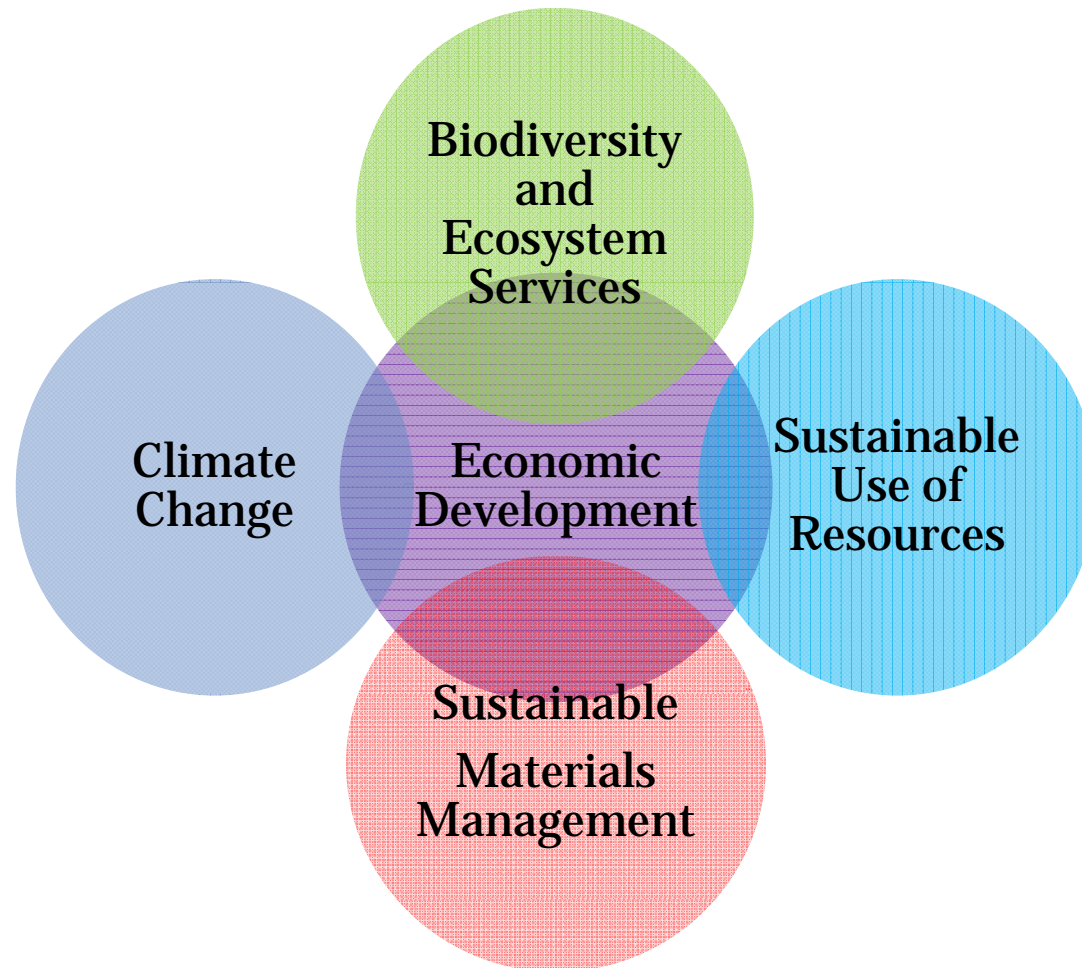 Biodiversity
and
Ecosystem
Services
Climate
Change
Economic
Development
Sustainable
Use of
Resources
Sustainable
Materials
Management